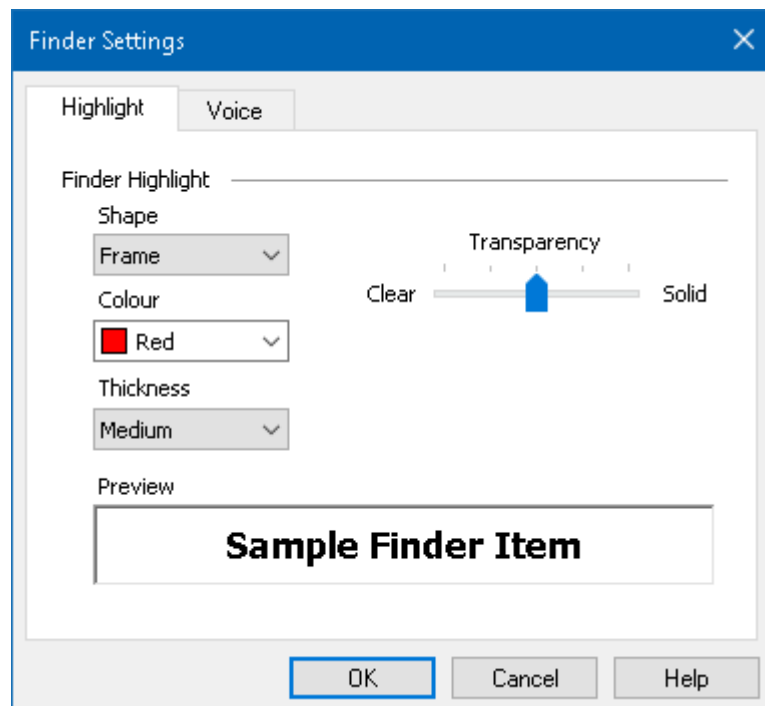 Finder Settings
Highlight Voice
Finder Highlight
Shape
Frame
Transparency
Clear Solid
Colour
Red
Thickness
Medium
Preview
Sample Finder Item
OK Cancel Help